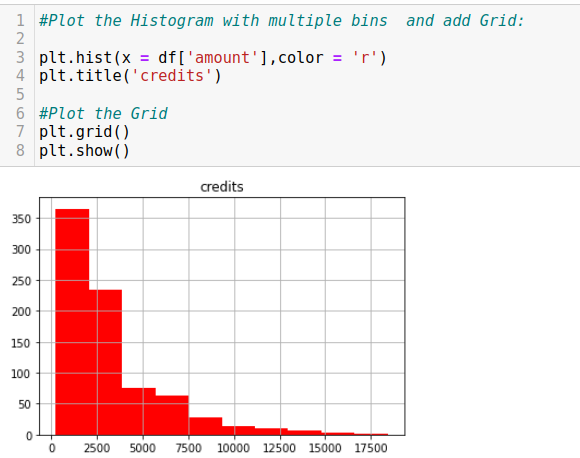 1 #Plot the Histogram with multiple bins  and add Grid:
2
3 plt.hist(x = df['amount'],color = 'r')
4 plt.title('credits')
5
6 #Plot the Grid
7 plt.grid()
8 plt.show()
credits
350
300
250
200
150
100
50
0
0 2500 5000 7500 10000 12500 15000 17500